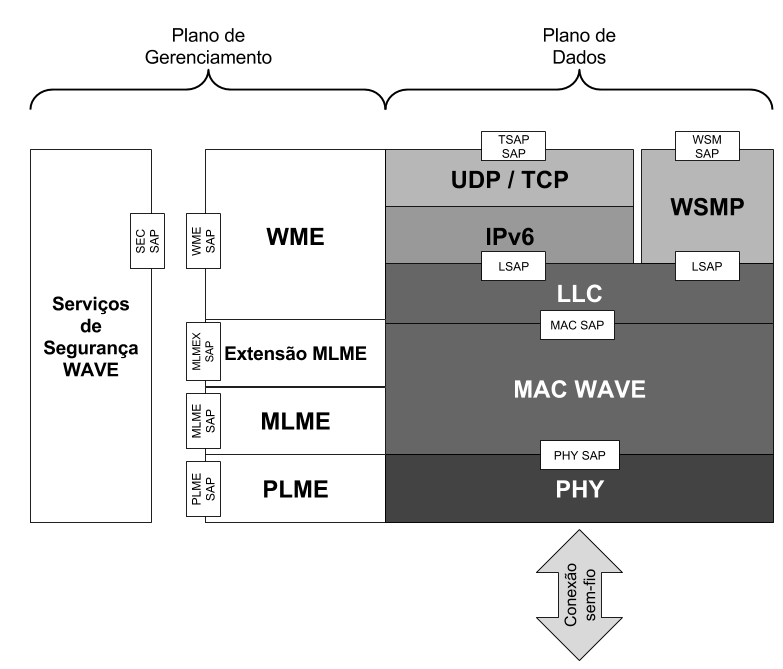 Plano de
Gerenciamento
Plano de
Dados
TSAP
SAP
WSM
SAP
UDP / TCP
WSMP
SEC
SAP
WME
SAP
WME
IPv6
LSAP
LSAP
LLC
Serviços
de
Segurança
WAVE
MAC SAP
MLMEX
SAP
Extensão MLME
MAC WAVE
MLME
SAP
MLME
PHY SAP
PLME
SAP
PLME
PHY
Conexão
sem-fio